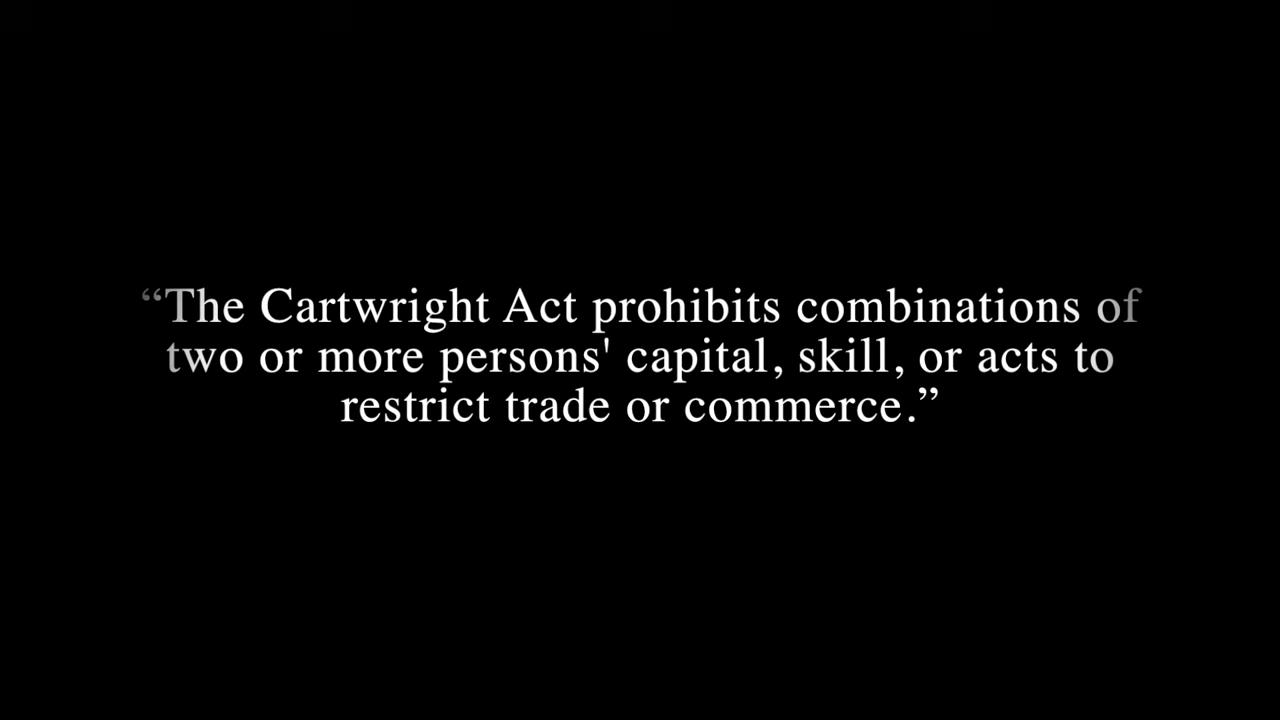 “The Cartwright Act prohibits combinations of
two or more persons' capital, skill, or acts to
restrict trade or commerce.”